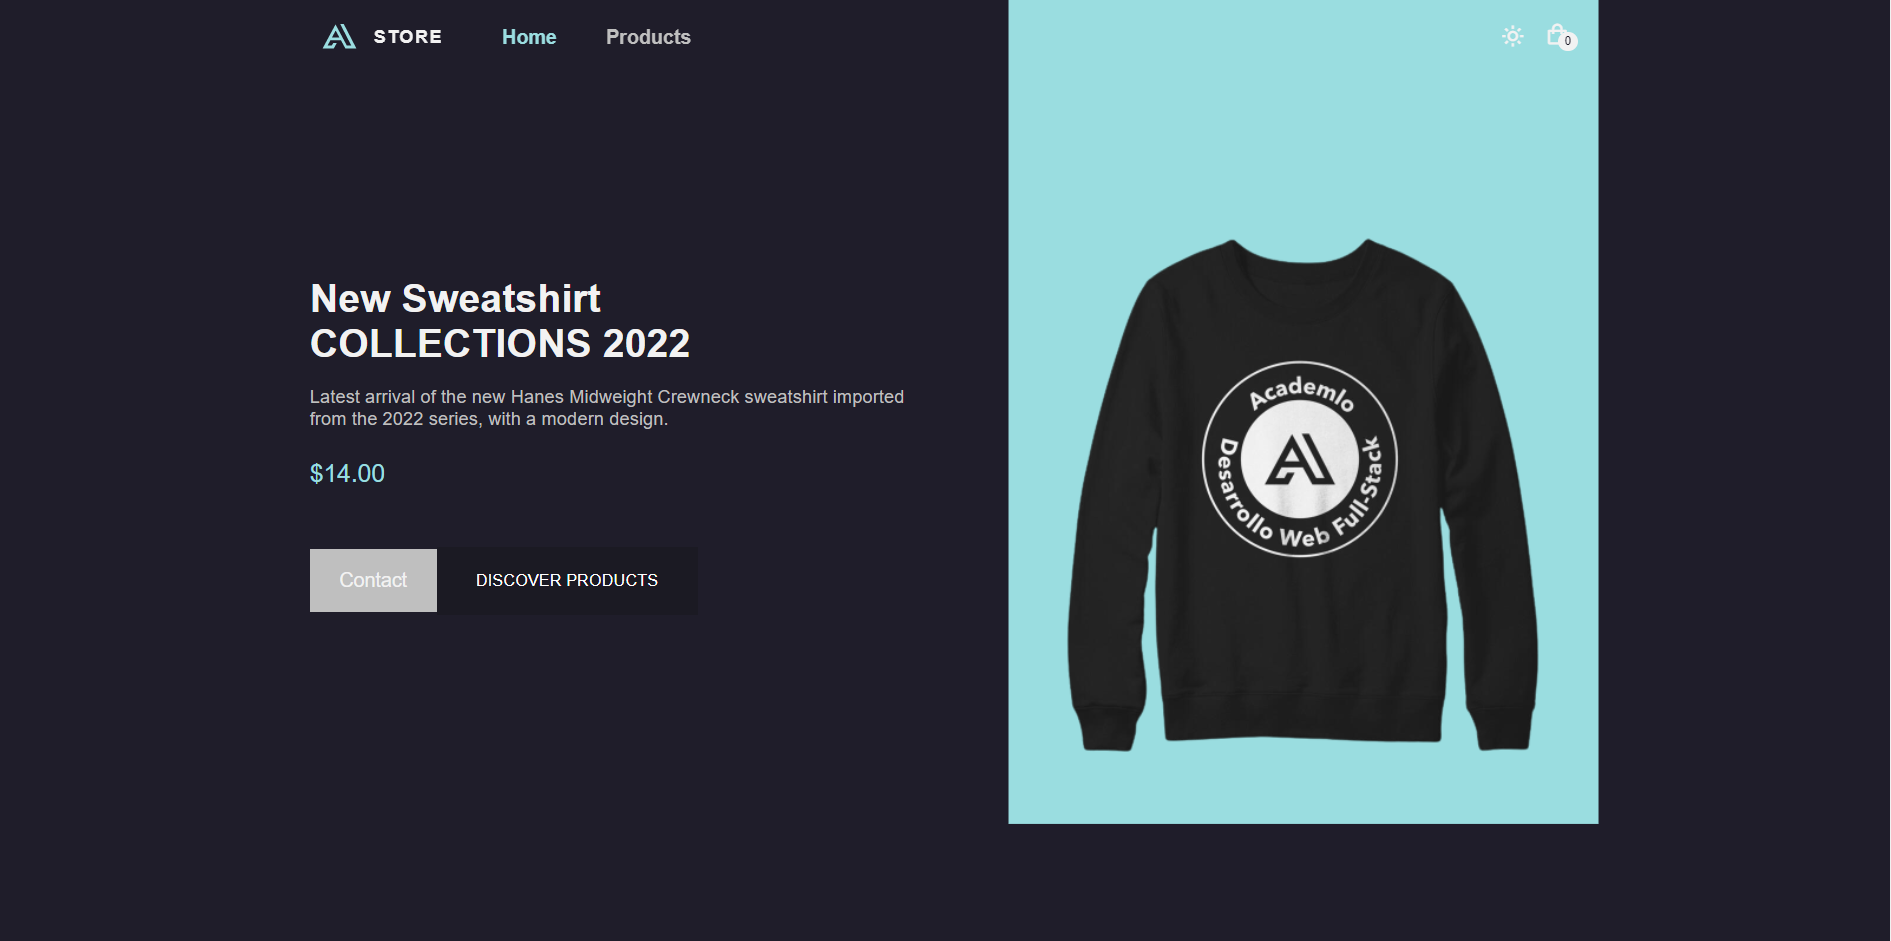 STORE
Home
Products
0
New Sweatshirt
COLLECTIONS 2022
Latest arrival of the new Hanes Midweight Crewneck sweatshirt imported
from the 2022 series, with a modern design.
$14.00
Contact
DISCOVER PRODUCTS
Academlo
Desarrollo Web Full-Stack